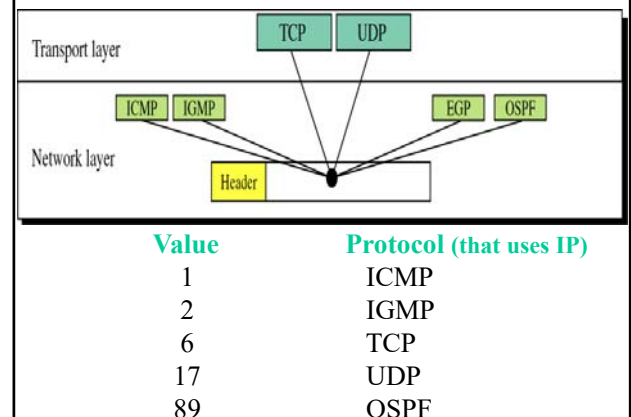 TCP UDP
Transport layer
ICMP IGMP EGP OSPF
Network layer
Header
Value Protocol (that uses IP)
1 ICMP
2 IGMP
6 TCP
17 UDP
89 OSPF